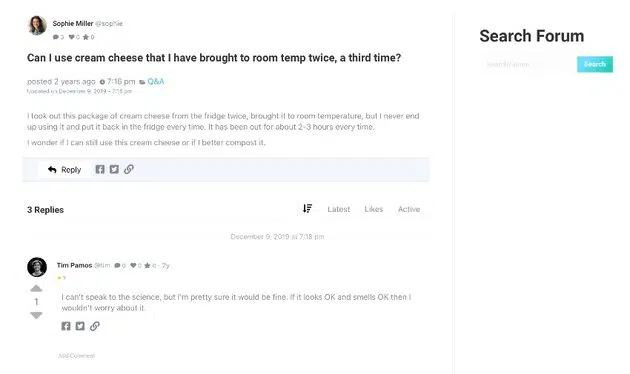 Sophie Miller @sophie
3 0 0
Can I use cream cheese that I have brought to room temp twice, a third time?
posted 2 years ago 7:16 pm Q&A
Updated on December 9, 2019 - 7:16 pm
I took out this package of cream cheese from the fridge twice, brought it to room temperature, but I never end
up using it and put it back in the fridge every time. It has been out for about 2-3 hours every time.
I wonder if I can still use this cream cheese or if I better compost it.
Reply
3 Replies
Latest Likes Active
December 9, 2019 at 7:18 pm
Tim Pamos @tim 0 0 0 · 2y
1
I can't speak to the science, but I'm pretty sure it would be fine. If it looks OK and smells OK then I
wouldn't worry about it.
Add Comment
Search Forum
Search